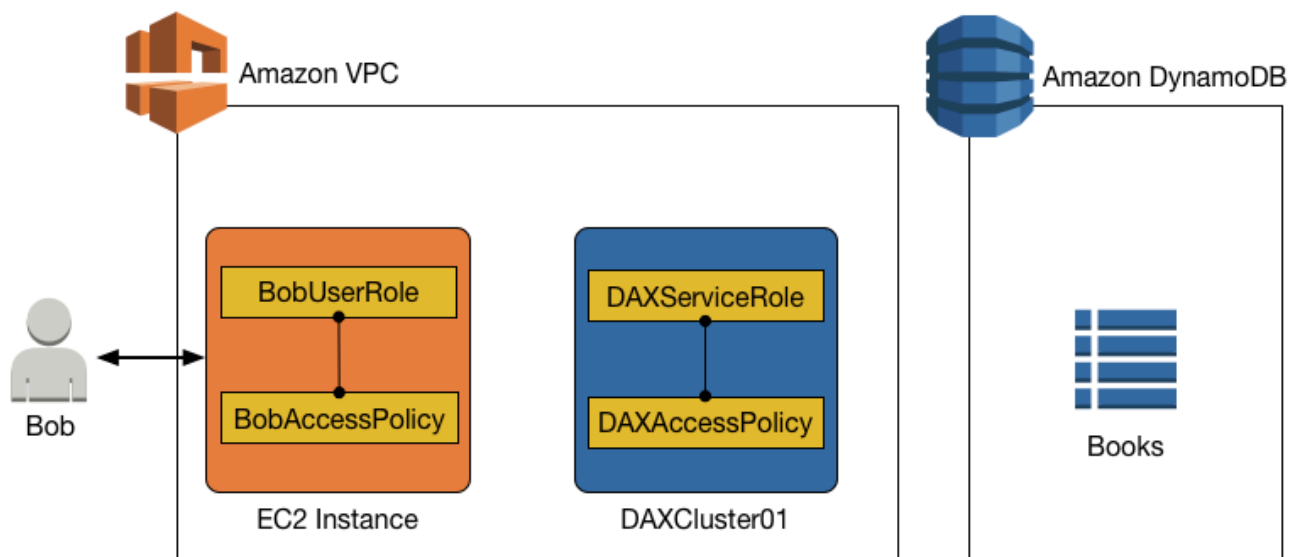 Amazon VPC
Amazon DynamoDB
BobUserRole
BobAccessPolicy
EC2 Instance
DAXServiceRole
DAXAccessPolicy
DAXCluster01
Bob
Books